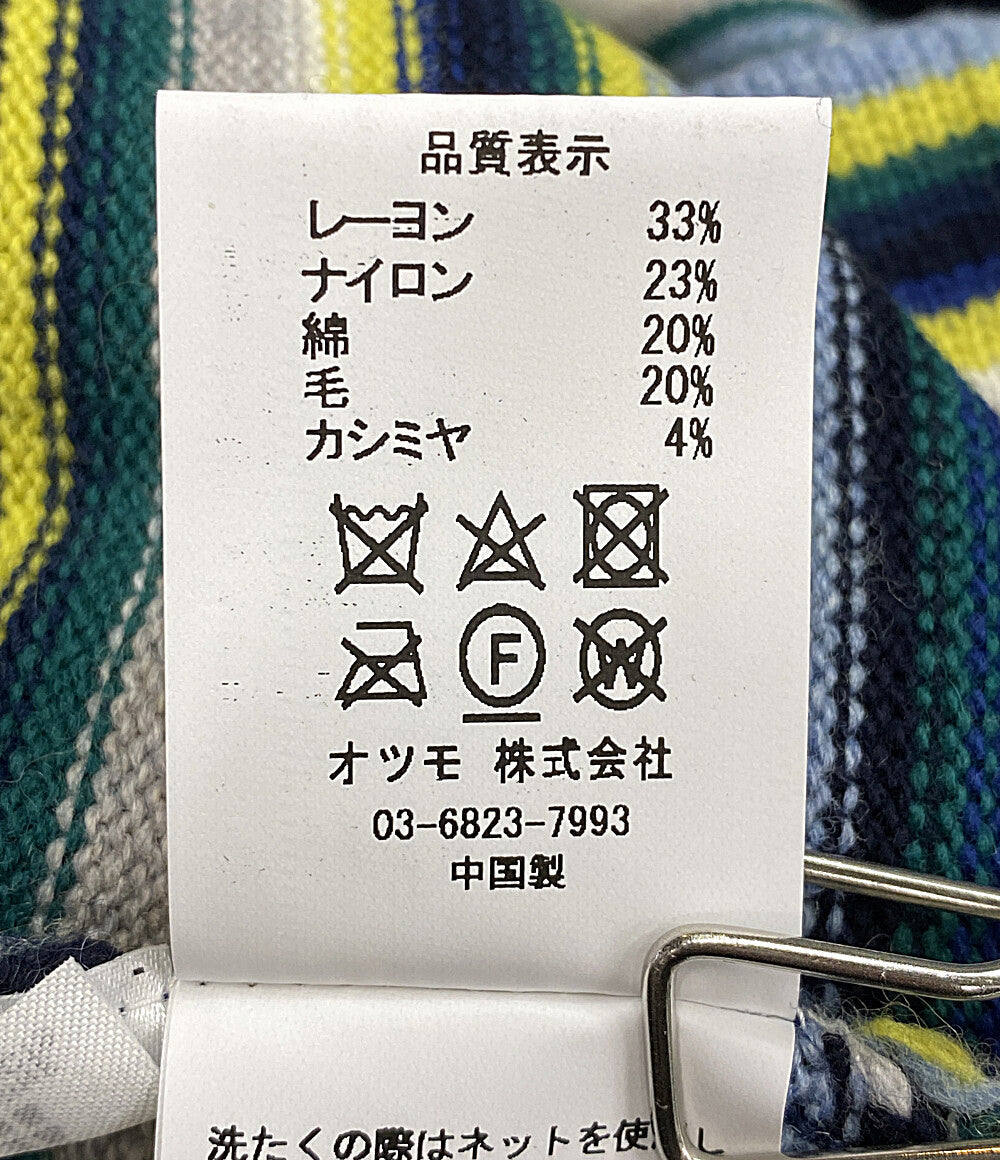 品質表示
レーヨン 33%
ナイロン 23%
綿 20%
毛 20%
カシミヤ 4%
F
W
オツモ 株式会社
03-6823-7993
中国製
洗たくの際はネットを使